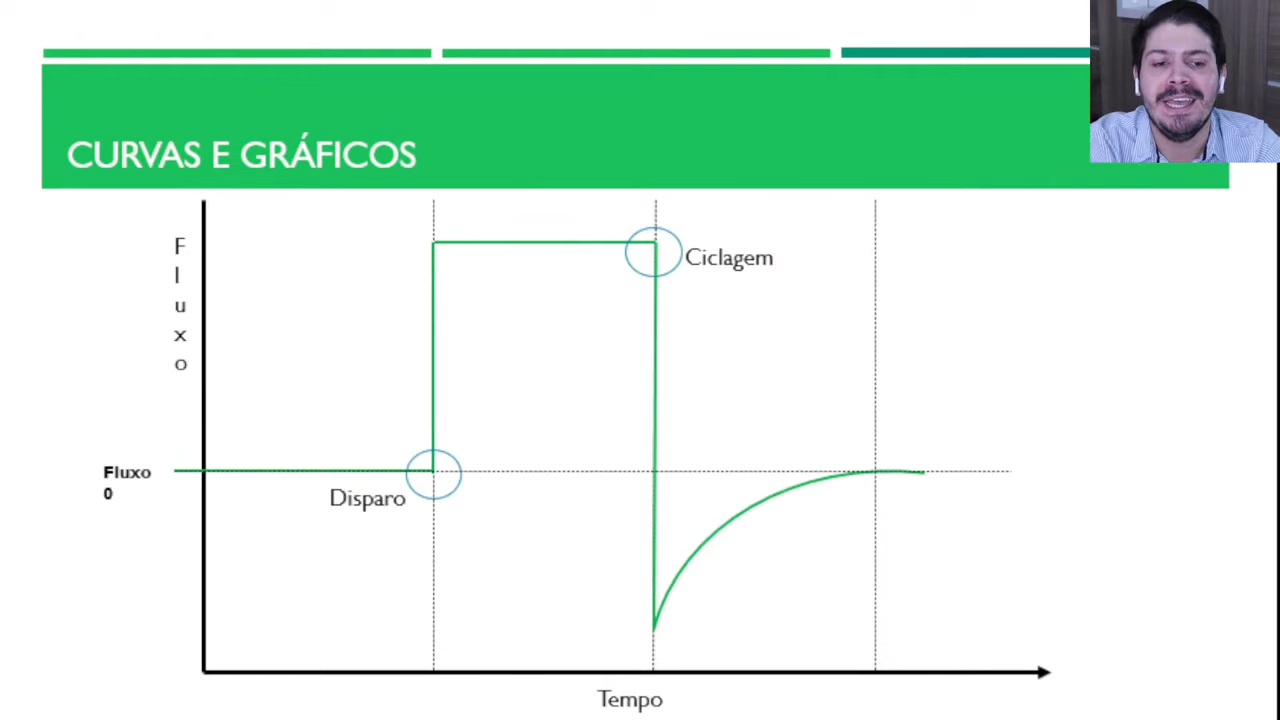 CURVAS E GRÁFICOS
F
l
u
x
o
Ciclagem
Fluxo
0
Disparo
Tempo